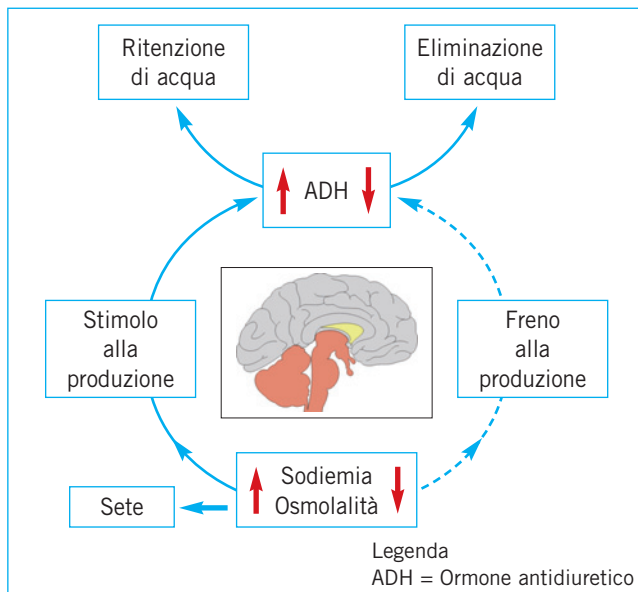 Ritenzione
di acqua
Eliminazione
di acqua
ADH
Stimolo
alla
produzione
Freno
alla
produzione
Sodiemia
Osmolalità
Sete
Legenda
ADH = Ormone antidiuretico